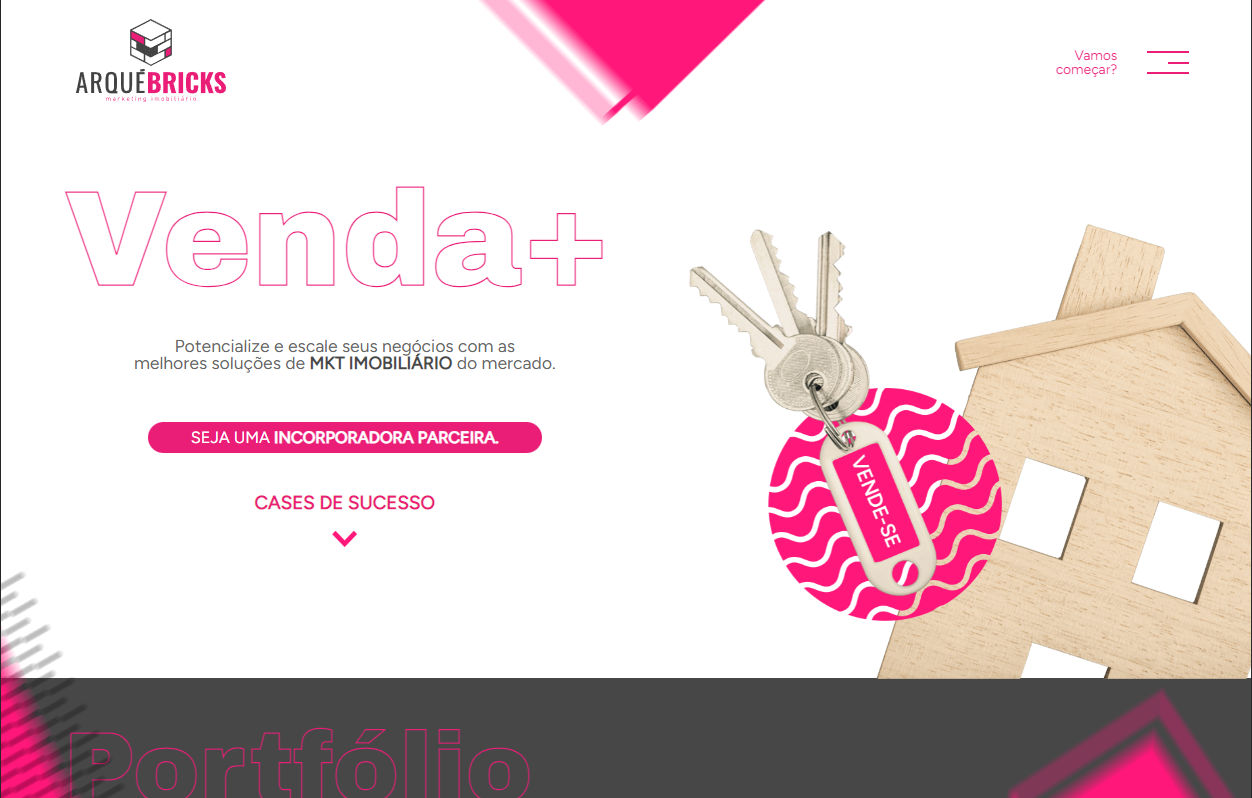 ARQUÉBRICKS
marketing imobiliário
Vamos
começar?
Venda+
Potencialize e escale seus negócios com as
melhores soluções de MKT IMOBILIÁRIO do mercado.
SEJA UMA INCORPORADORA PARCEIRA.
CASES DE SUCESSO
VENDE-SE
Portfólio